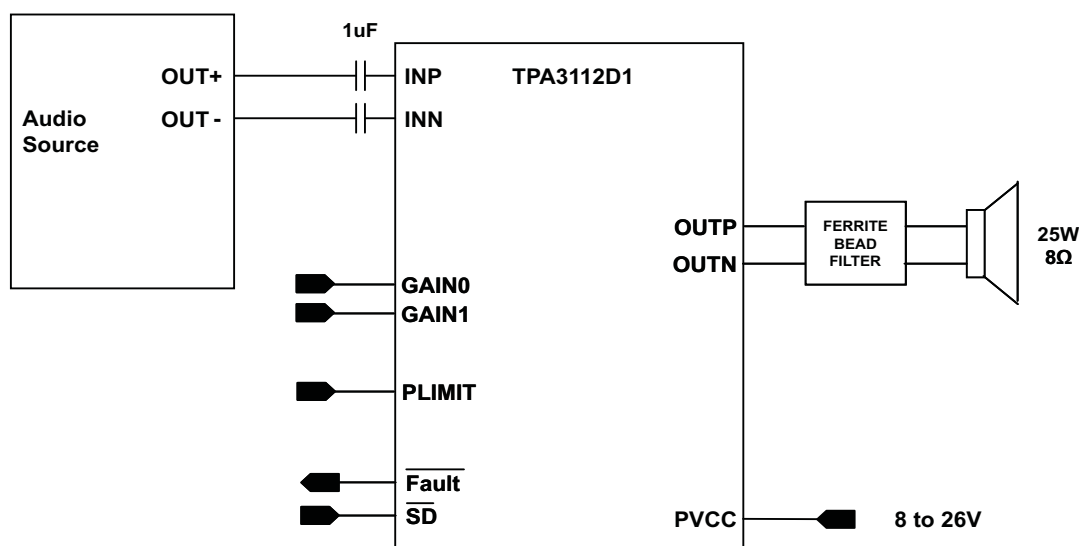 1uF
OUT+
INP
TPA3112D1
Audio
Source
OUT -
INN
OUTP
OUTN
FERRITE
BEAD
FILTER
25W
8Ω
GAIN0
GAIN1
PLIMIT
Fault
SD
PVCC
8 to 26V